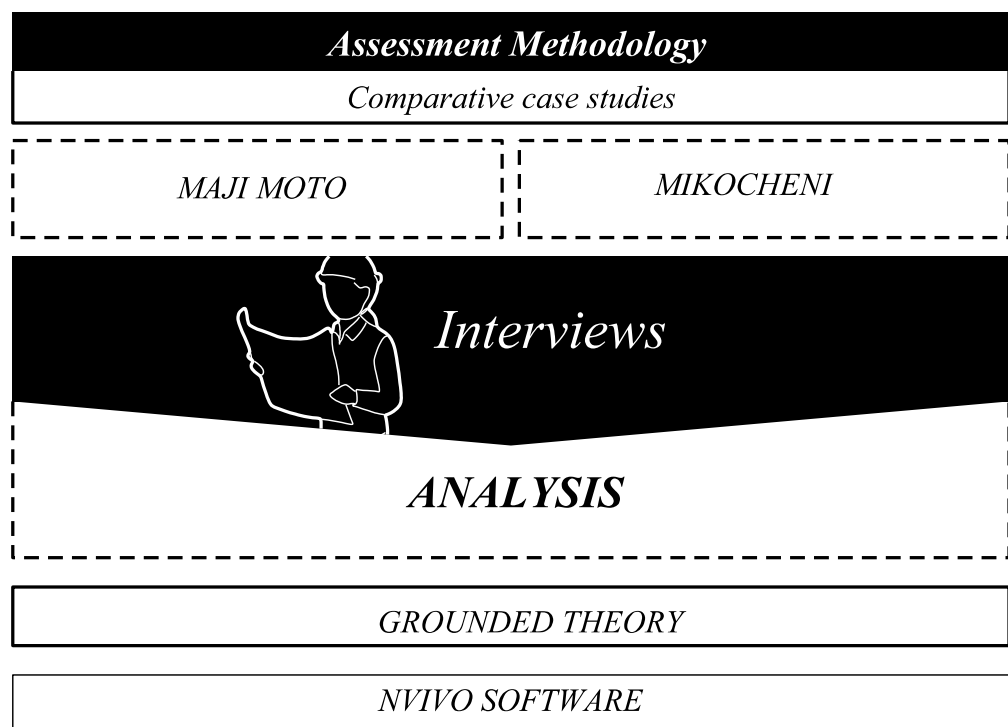 Assessment Methodology
Comparative case studies
MAJI MOTO
MIKOCHENI
Interviews
ANALYSIS
GROUNDED THEORY
NVIVO SOFTWARE